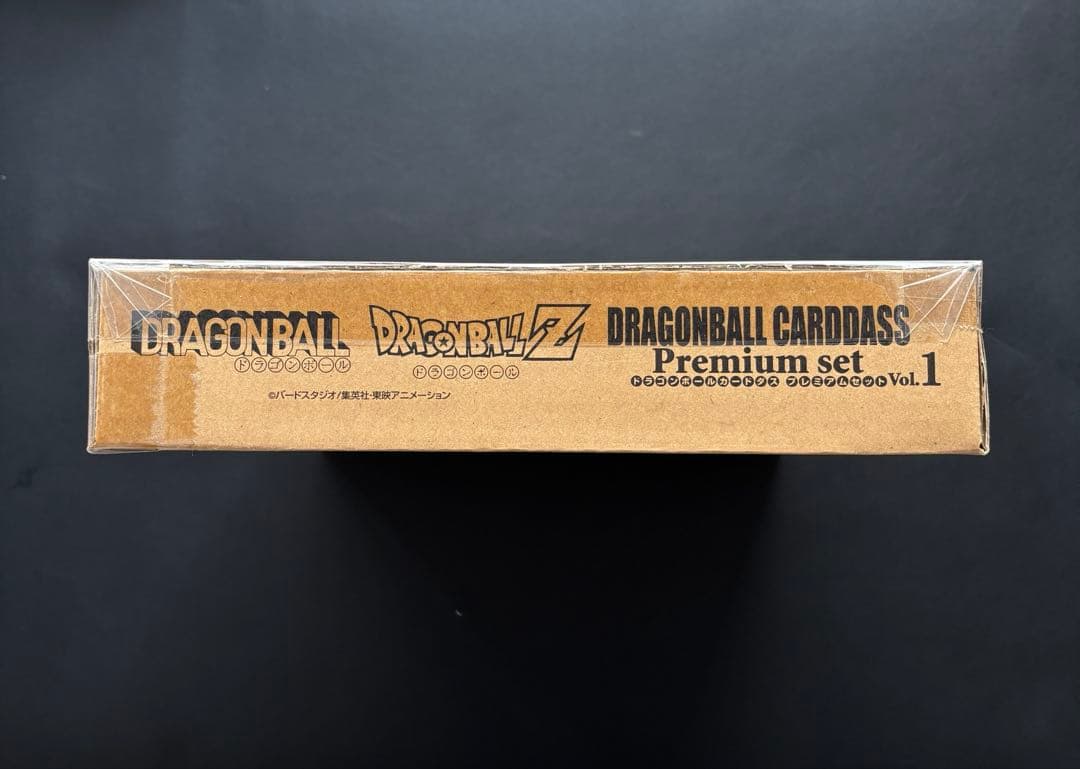 DRAGONBALL
ドラゴンボール
DRAGONBALL Z
ドラゴンボール
©バードスタジオ/集英社・東映アニメーション
DRAGONBALL CARDDASS
Premium set
ドラゴンボールカードダス プレミアムセット Vol.1